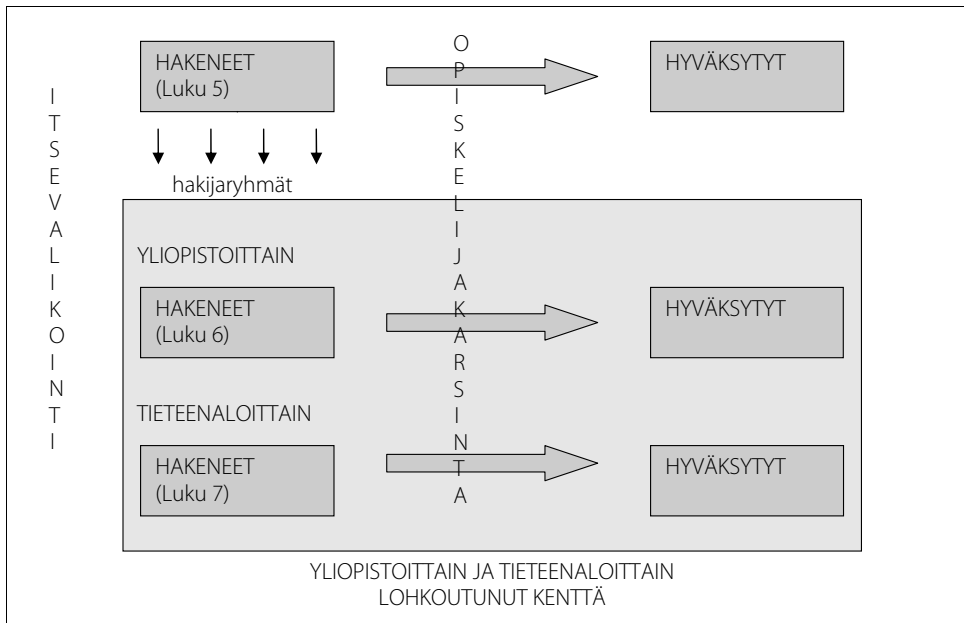 ITSEVALIKOINTI
OPISKELIJAKARSINTA
HAKENEET
(Luku 5)
HYVÄKSYTYT
hakijaryhmät
YLIOPISTOITTAIN
HAKENEET
(Luku 6)
HYVÄKSYTYT
TIETEENALOITTAIN
HAKENEET
(Luku 7)
HYVÄKSYTYT
YLIOPISTOITTAIN JA TIETEENALOITTAIN
LOHKOUTUNUT KENTTÄ